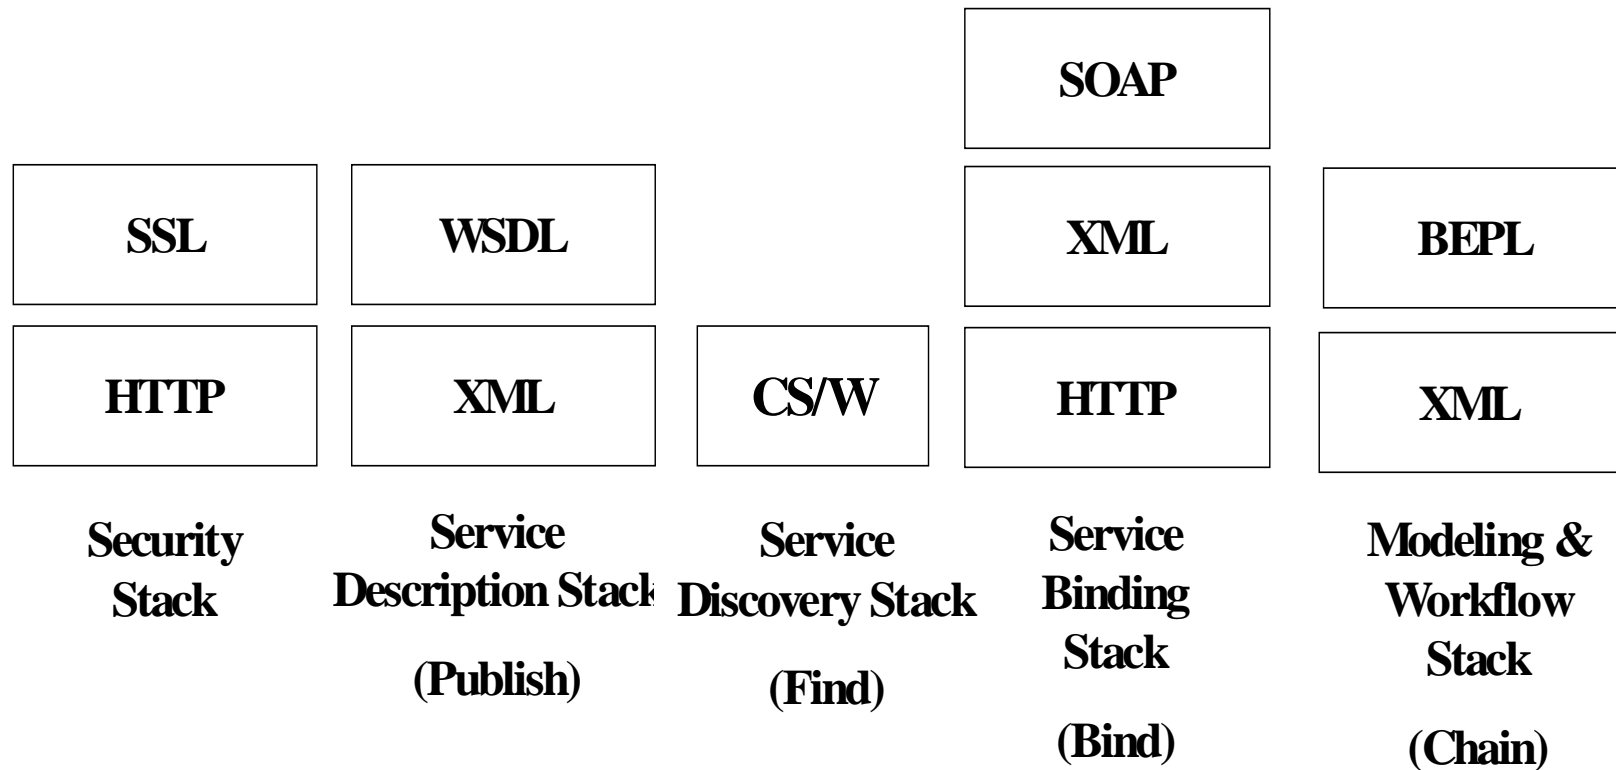 SOAP
SSL
WSDL
XML
BEPL
HTTP
XML
CS/W
HTTP
XML
Security
Stack
Service
Description Stack
(Publish)
Service
Discovery Stack
(Find)
Service
Binding
Stack
(Bind)
Modeling &
Workflow
Stack
(Chain)